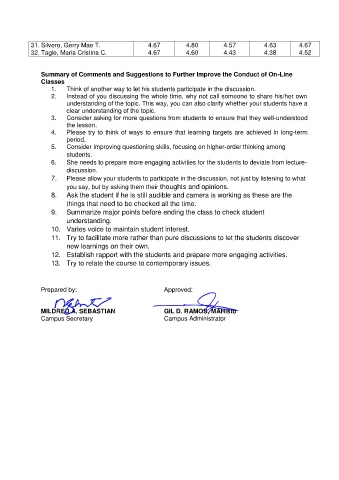 31. Silvero, Gerry Mae T. 4.67 4.80 4.57 4.63 4.67
32. Tagle, Maria Cristina C. 4.67 4.60 4.43 4.38 4.52
Summary of Comments and Suggestions to Further Improve the Conduct of On-Line
Classes
1. Think of another way to let his students participate in the discussion.
2. Instead of you discussing the whole time, why not call someone to share his/her own
understanding of the topic. This way, you can also clarify whether your students have a
clear understanding of the topic.
3. Consider asking for more questions from students to ensure that they well-understood
the lesson.
4. Please try to think of ways to ensure that learning targets are achieved in long-term
period.
5. Consider improving questioning skills, focusing on higher-order thinking among
students.
6. She needs to prepare more engaging activities for the students to deviate from lecture-
discussion.
7. Please allow your students to participate in the discussion, not just by listening to what
you say, but by asking them their thoughts and opinions.
8. Ask the student if he is still audible and camera is working as these are the
things that need to be checked all the time.
9. Summarize major points before ending the class to check student
understanding.
10. Varies voice to maintain student interest.
11. Try to facilitate more rather than pure discussions to let the students discover
new learnings on their own.
12. Establish rapport with the students and prepare more engaging activities.
13. Try to relate the course to contemporary issues.
Prepared by: Approved:
MILDRED A. SEBASTIAN GIL D. RAMOS,
Campus Secretary Campus Administrator